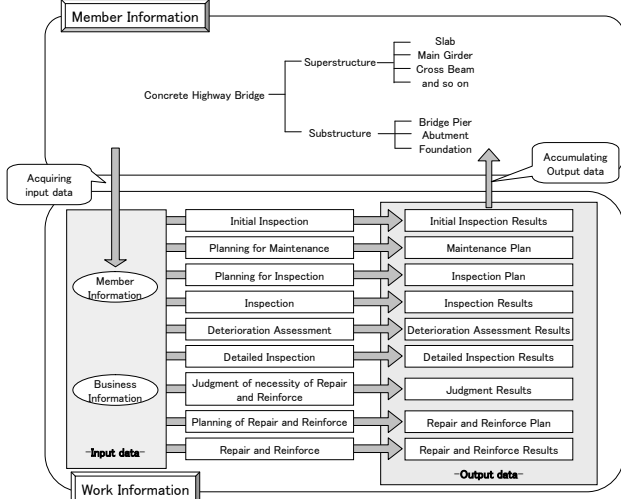 Member Information
Concrete Highway Bridge
Superstructure
Slab
Main Girder
Cross Beam
and so on
Substructure
Bridge Pier
Abutment
Foundation
Acquiring
input data
Accumulating
Output data
Member
Information
Business
Information
-Input data-
Initial Inspection
Initial Inspection Results
Planning for Maintenance
Maintenance Plan
Planning for Inspection
Inspection Plan
Inspection
Inspection Results
Deterioration Assessment
Deterioration Assessment Results
Detailed Inspection
Detailed Inspection Results
Judgment of necessity of Repair
and Reinforce
Judgment Results
Planning of Repair and Reinforce
Repair and Reinforce Plan
Repair and Reinforce
Repair and Reinforce Results
-Output data-
Work Information